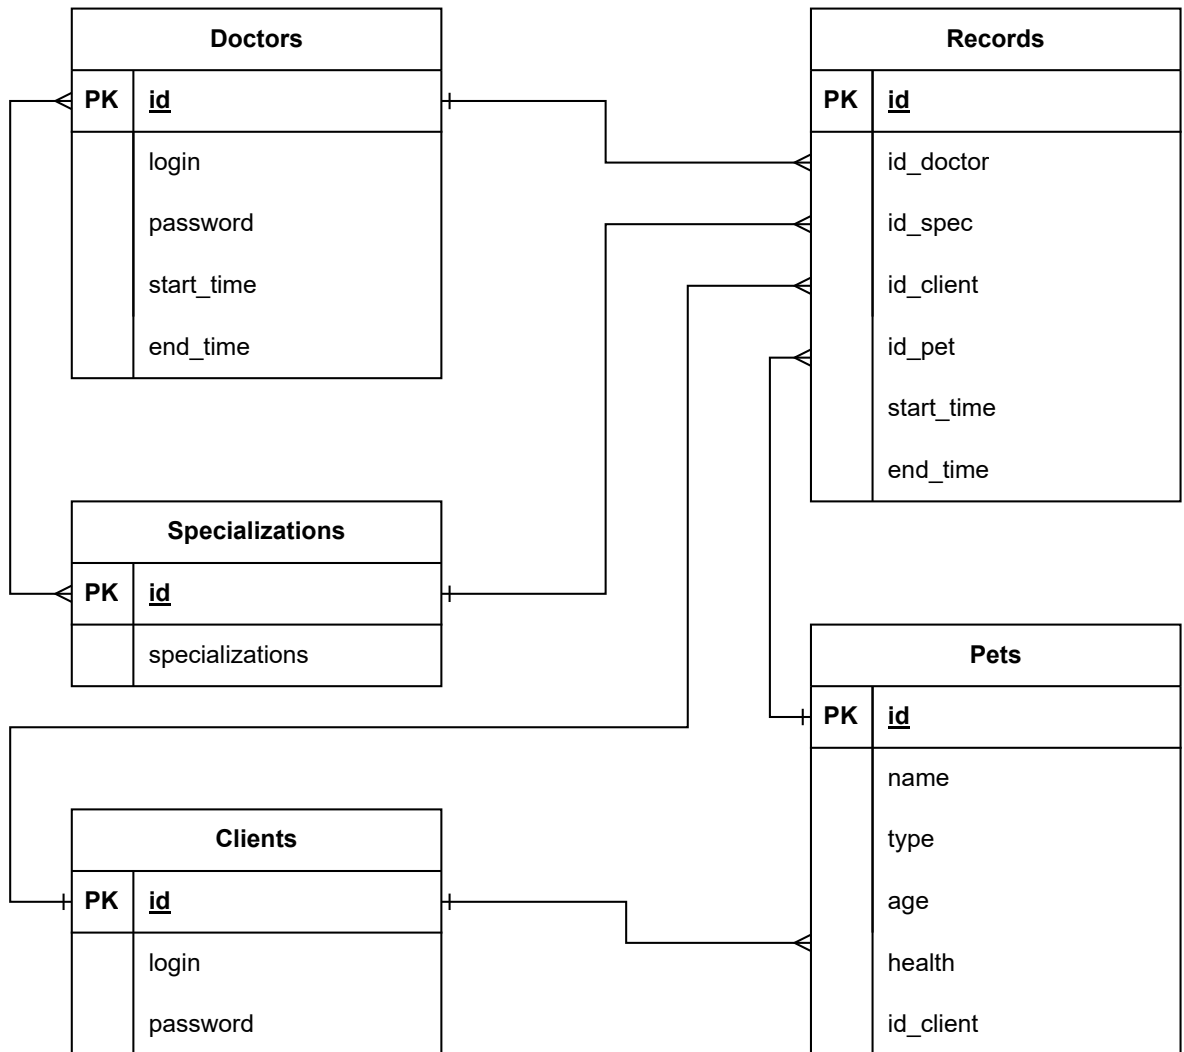 Doctors
PK id
login
password
start_time
end_time
Records
PK id
id_doctor
id_spec
id_client
id_pet
start_time
end_time
Specializations
PK id
specializations
Pets
PK id
name
type
age
health
id_client
Clients
PK id
login
password